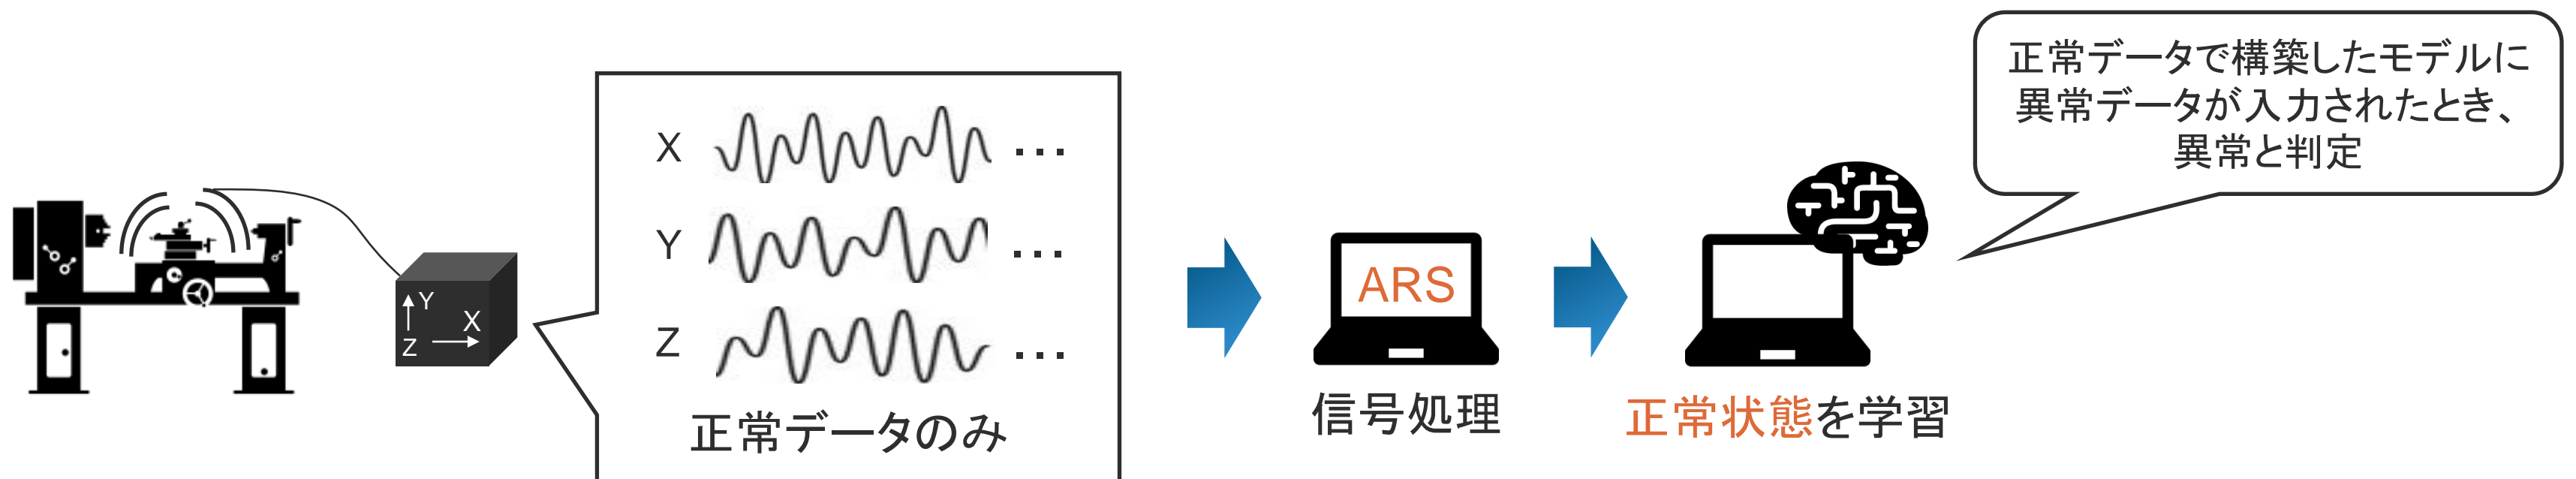 正常データで構築したモデルに
異常データが入力されたとき、
異常と判定
X
Y
Z
Y
X
Z
正常データのみ
ARS
信号処理
正常状態を学習